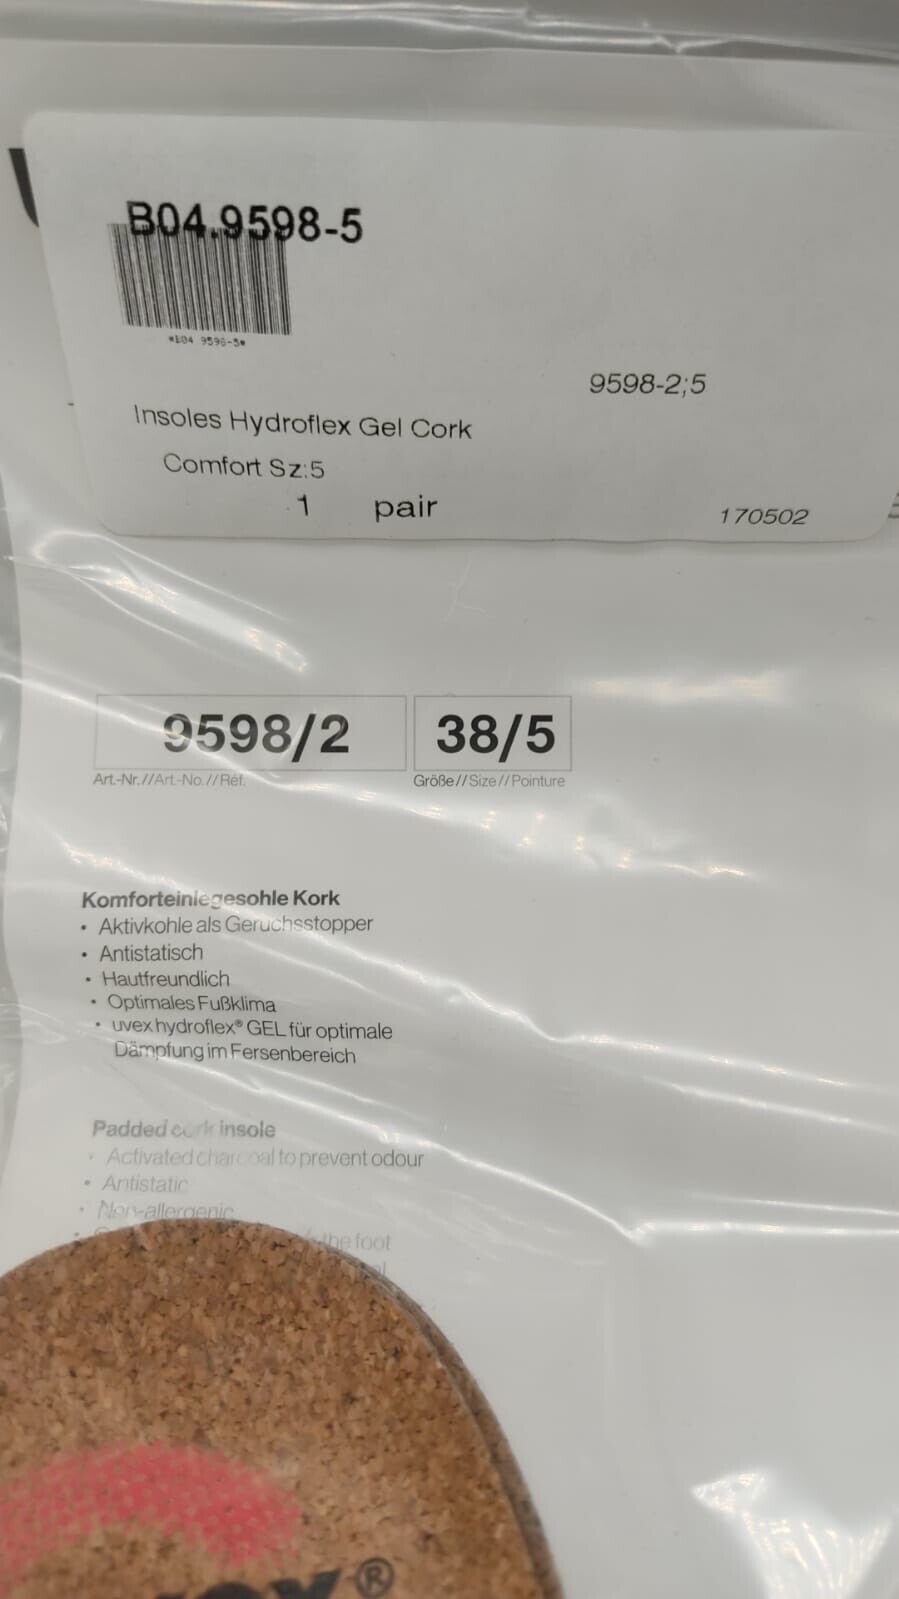 B04.9598-5
9598-2;5
Insoles Hydroflex Gel Cork
Comfort Sz:5
1 pair
170502
9598/2 38/5
Art.-Nr.//Art.-No.//Réf. Größe//Size//Pointure
Komforteinlegesohle Kork
• Aktivkohle als Geruchsstopper
• Antistatisch
• Hautfreundlich
• Optimales Fußklima
• uvex hydroflex® GEL für optimale
Dämpfung im Fersenbereich
Padded cork insole
• Activated charcoal to prevent odour
• Antistatic
• Non-allergenic
the foot
®